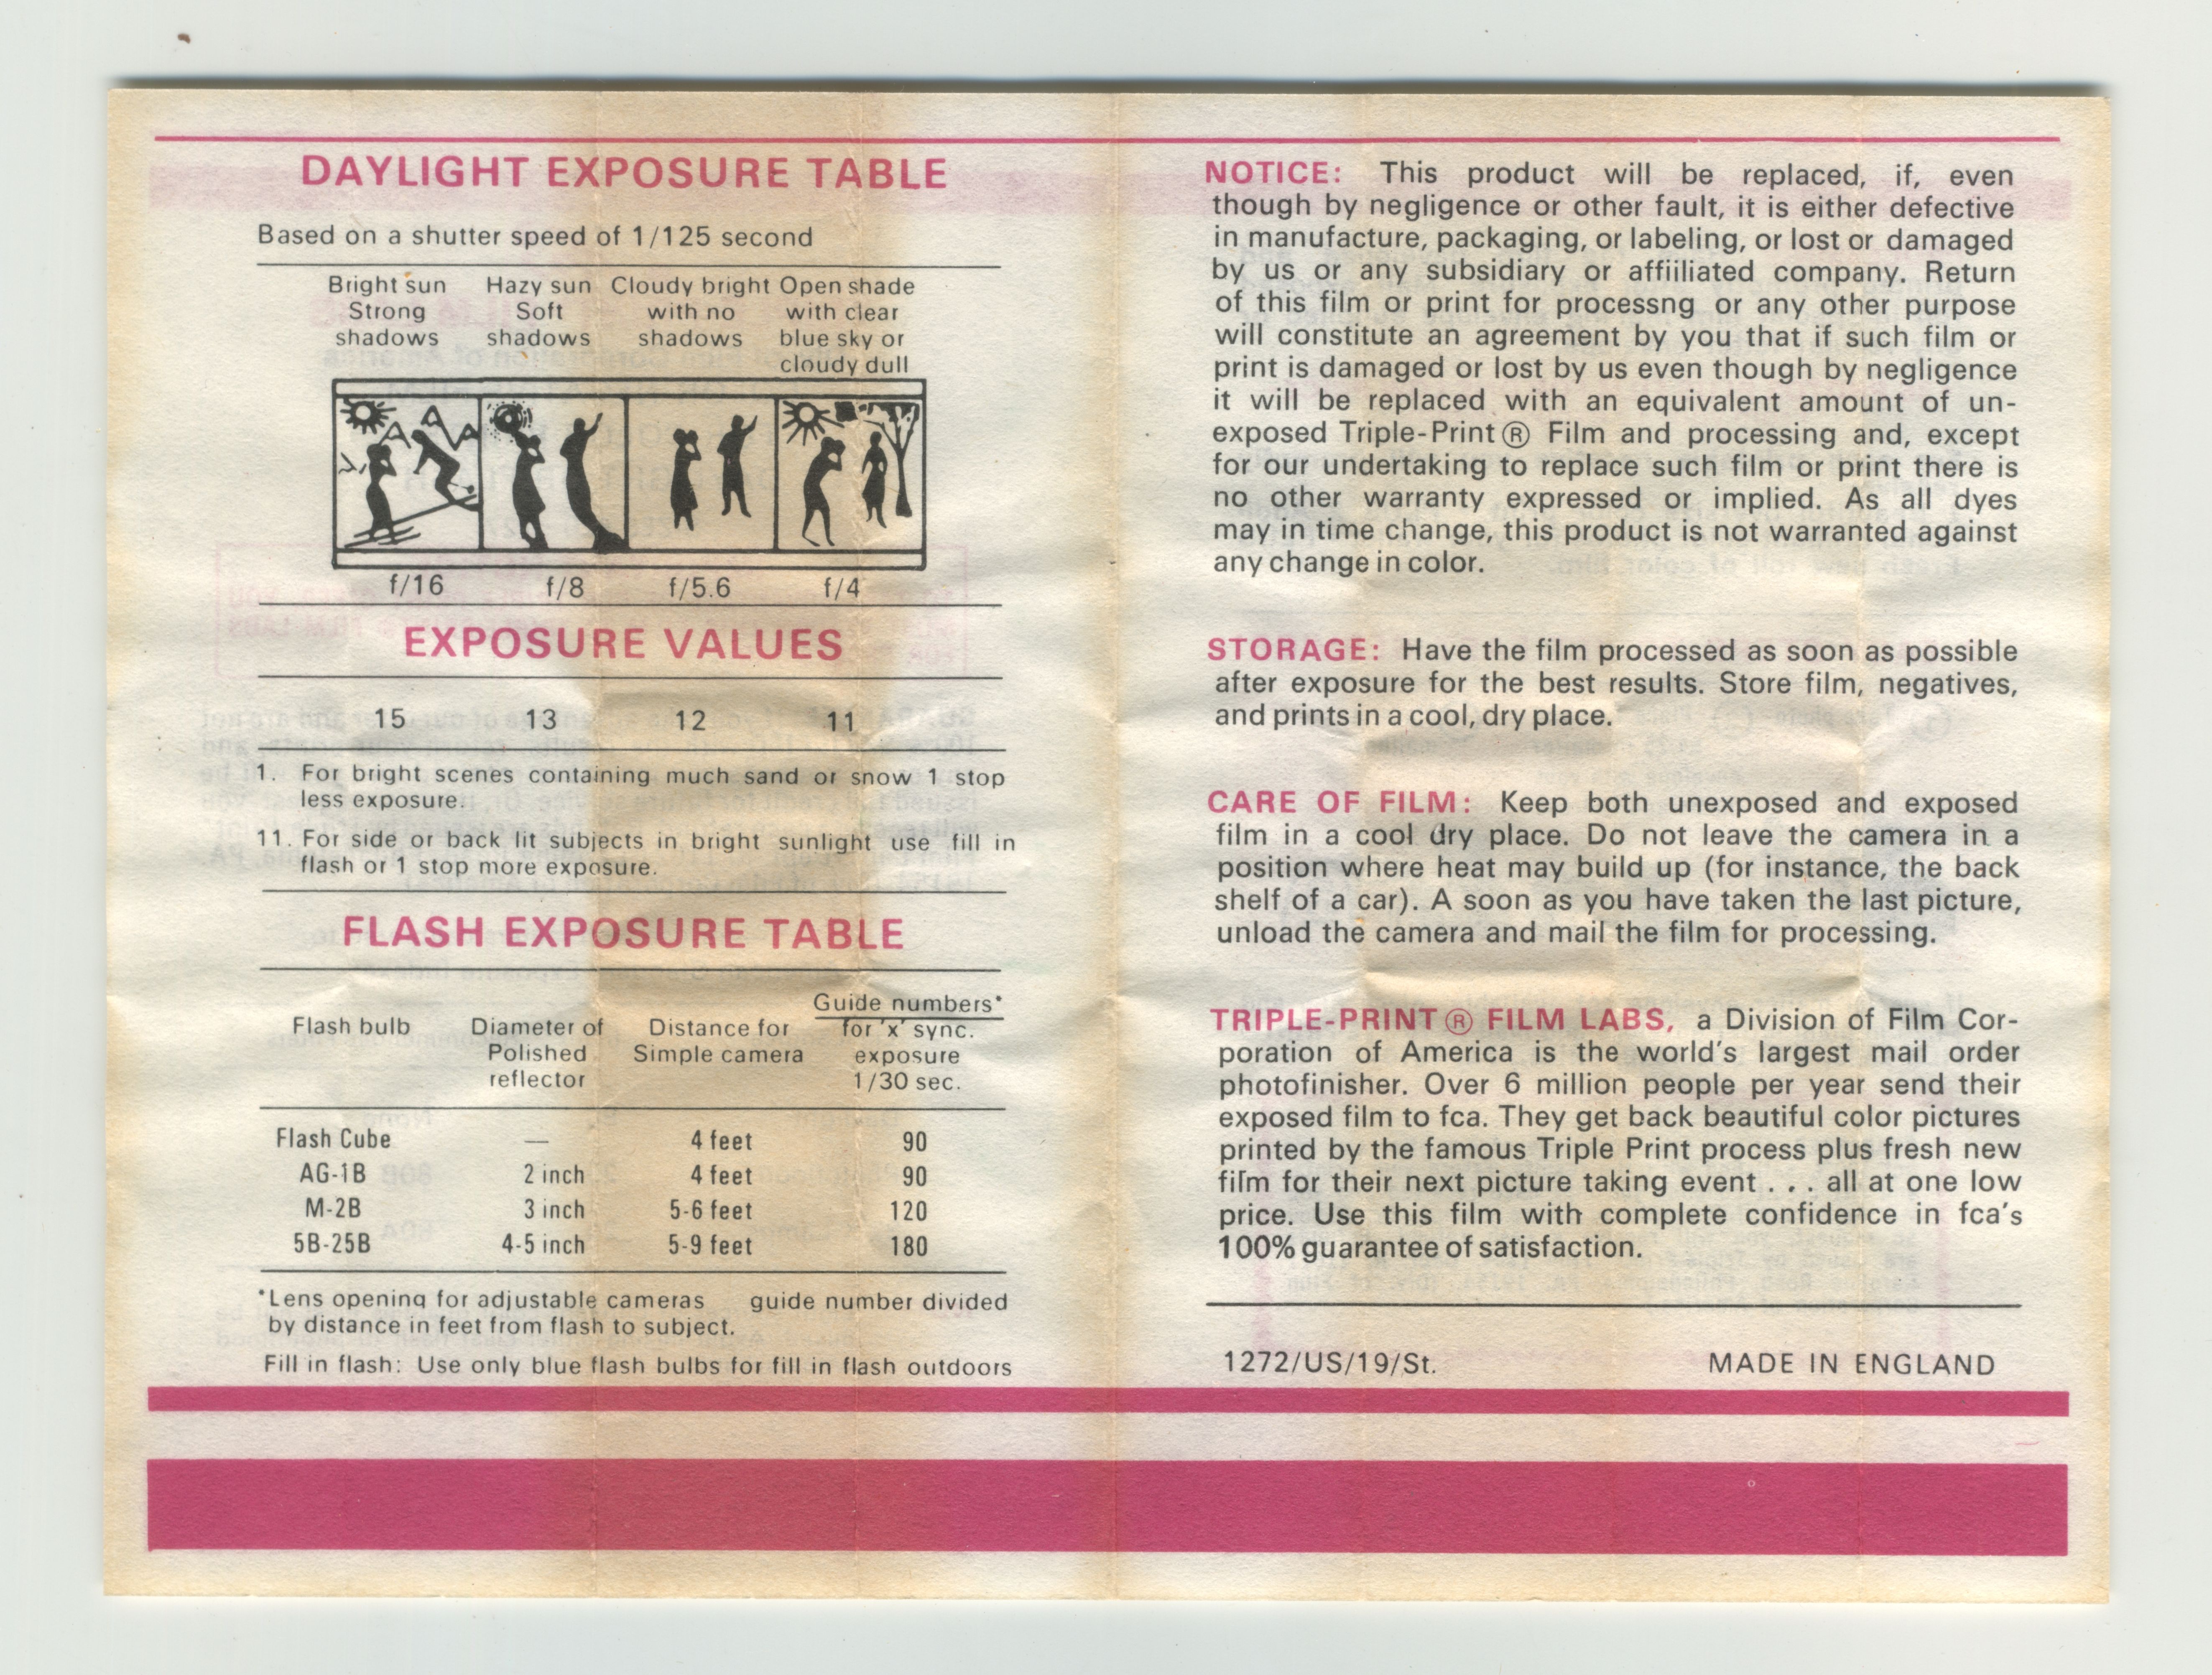 DAYLIGHT EXPOSURE TABLE
Based on a shutter speed of 1/125 second
Bright sun Hazy sun Cloudy bright Open shade
Strong Soft with no with clear
shadows shadows shadows blue sky or
cloudy dull
f/16 f/8 f/5.6 f/4
EXPOSURE VALUES
15 13 12 11
1. For bright scenes containing much sand or snow 1 stop
less exposure.
11. For side or back lit subjects in bright sunlight use fill in
flash or 1 stop more exposure.
FLASH EXPOSURE TABLE
Guide numbers*
Flash bulb Diameter of Distance for for 'x' sync.
Polished Simple camera exposure
reflector 1/30 sec.
Flash Cube — 4 feet 90
AG-1B 2 inch 4 feet 90
M-2B 3 inch 5-6 feet 120
5B-25B 4-5 inch 5-9 feet 180
*Lens opening for adjustable cameras guide number divided
by distance in feet from flash to subject.
Fill in flash: Use only blue flash bulbs for fill in flash outdoors
NOTICE: This product will be replaced, if, even
though by negligence or other fault, it is either defective
in manufacture, packaging, or labeling, or lost or damaged
by us or any subsidiary or affiiliated company. Return
of this film or print for processng or any other purpose
will constitute an agreement by you that if such film or
print is damaged or lost by us even though by negligence
it will be replaced with an equivalent amount of un-
exposed Triple-Print® Film and processing and, except
for our undertaking to replace such film or print there is
no other warranty expressed or implied. As all dyes
may in time change, this product is not warranted against
any change in color.
STORAGE: Have the film processed as soon as possible
after exposure for the best results. Store film, negatives,
and prints in a cool, dry place.
CARE OF FILM: Keep both unexposed and exposed
film in a cool dry place. Do not leave the camera in a
position where heat may build up (for instance, the back
shelf of a car). A soon as you have taken the last picture,
unload the camera and mail the film for processing.
TRIPLE-PRINT® FILM LABS, a Division of Film Cor-
poration of America is the world's largest mail order
photofinisher. Over 6 million people per year send their
exposed film to fca. They get back beautiful color pictures
printed by the famous Triple Print process plus fresh new
film for their next picture taking event . . . all at one low
price. Use this film with complete confidence in fca's
100% guarantee of satisfaction.
1272/US/19/St. MADE IN ENGLAND